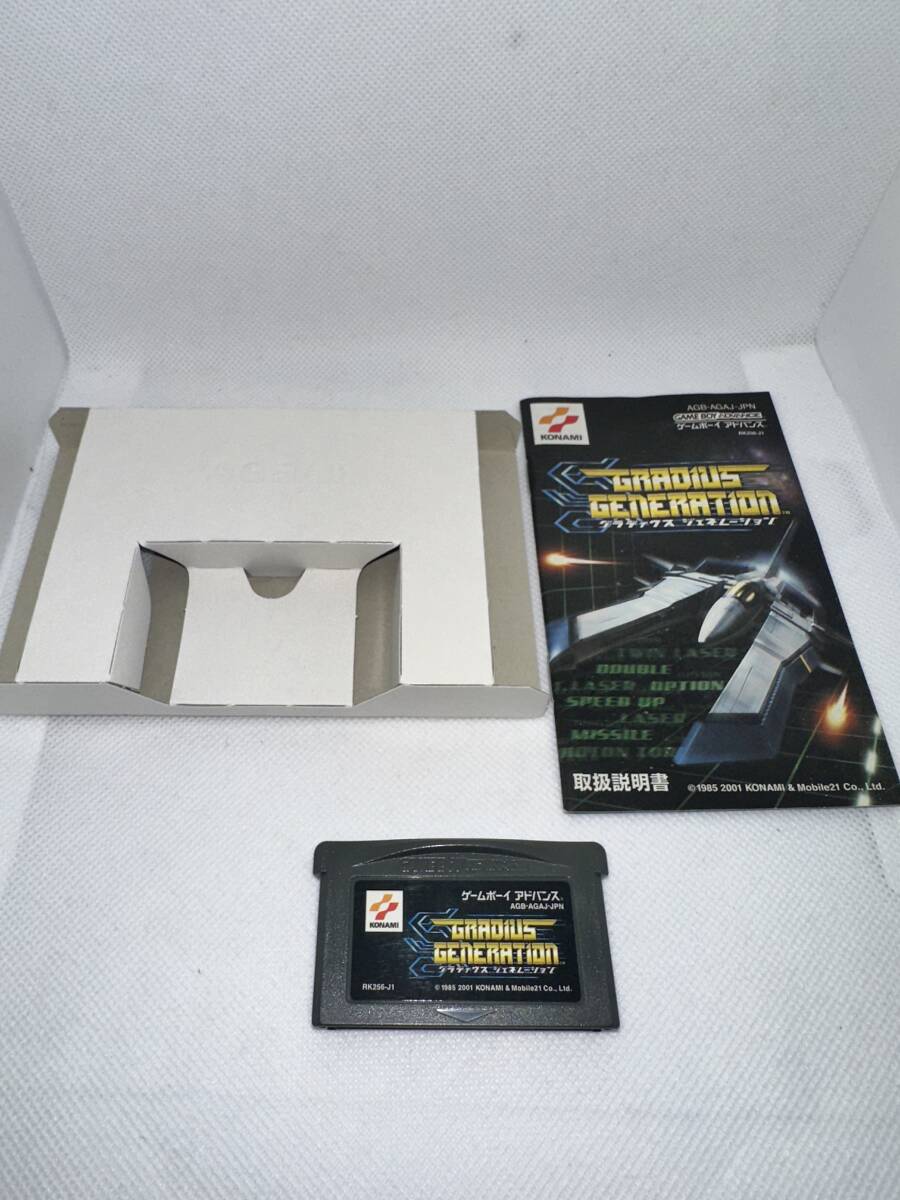 KONAMI
AGB-AGAJ-JPN
GAME BOY ADVANCE
ゲームボーイ アドバンス
RK256-J1
GRADIUS
GENERATION™
グラディウス ジェネレーション
TWIN LASER
DOUBLE
LASER OPTION
SPEED UP
LASER
MISSILE
取扱説明書
©1985 2001 KONAMI & Mobile21 Co., Ltd.
ゲームボーイ アドバンス
AGB-AGAJ-JPN
KONAMI
GRADIUS
GENERATION
グラディウス ジェネレーション
RK256-J1
©1985 2001 KONAMI & Mobile21 Co., Ltd.